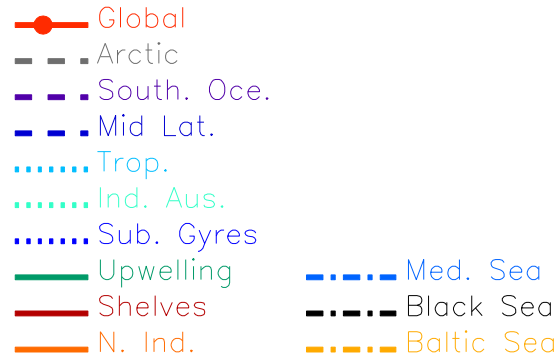 Global
Arctic
South. Oce.
Mid Lat.
Trop.
Ind. Aus.
Sub. Gyres
Upwelling
Shelves
N. Ind.
Med. Sea
Black Sea
Baltic Sea